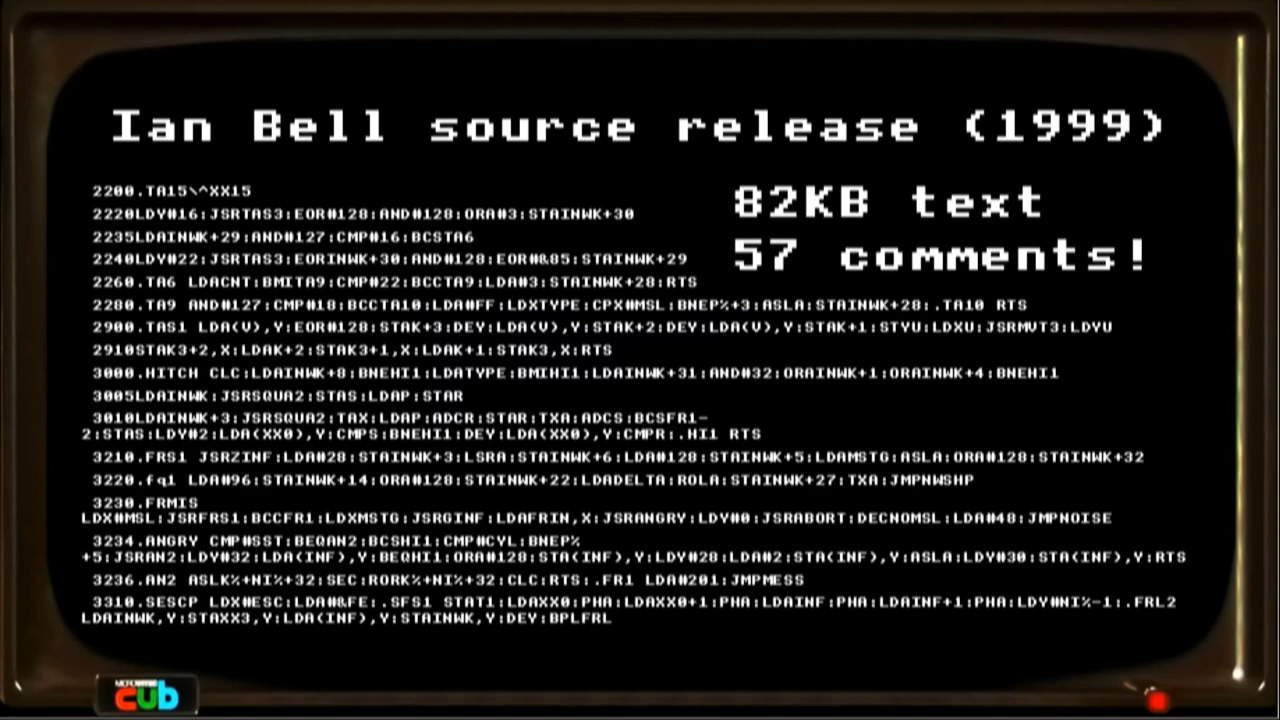 Ian Bell source release (1999)
82KB text
57 comments!
2200.TA15\^XX15
2220LDY#16:JSRTAS3:EOR#128:AND#128:ORA#3:STAINWK+30
2235LDAINWK+29:AND#127:CMP#16:BCSTA6
2240LDY#22:JSRTAS3:EORINWK+30:AND#128:EOR#&85:STAINWK+29
2260.TA6 LDACNT:BMITA9:CMP#22:BCCTA9:LDA#3:STAINWK+28:RTS
2280.TA9 AND#127:CMP#18:BCCTA10:LDA#FF:LDXTYPE:CPX#MSL:BNEP%+3:ASLA:STAINWK+28:.TA10 RTS
2900.TAS1 LDA(V),Y:EOR#128:STAK+3:DEY:LDA(V),Y:STAK+2:DEY:LDA(V),Y:STAK+1:STYU:LDXU:JSRMVT3:LDYU
2910STAK3+2,X:LDAK+2:STAK3+1,X:LDAK+1:STAK3,X:RTS
3000.HITCH CLC:LDAINWK+8:BNEHI1:LDATYPE:BMIHI1:LDAINWK+31:AND#32:ORAINWK+1:ORAINWK+4:BNEHI1
3005LDAINWK:JSRSQUA2:STAS:LDAP:STAR
3010LDAINWK+3:JSRSQUA2:TAX:LDAP:ADCR:STAR:TXA:ADCS:BCSFR1-
2:STAS:LDY#2:LDA(XX0),Y:CMPS:BNEHI1:DEY:LDA(XX0),Y:CMPR:.HI1 RTS
3210.FRS1 JSRZINF:LDA#28:STAINWK+3:LSRA:STAINWK+6:LDA#128:STAINWK+5:LDAMSTG:ASLA:ORA#128:STAINWK+32
3220.fq1 LDA#96:STAINWK+14:ORA#128:STAINWK+22:LDADELTA:ROLA:STAINWK+27:TXA:JMPNWSHP
3230.FRMIS
LDX#MSL:JSRFRS1:BCCFR1:LDXMSTG:JSRGINF:LDAFRIN,X:JSRANGRY:LDY#0:JSRABORT:DECNOMSL:LDA#48:JMPNOISE
3234.ANGRY CMP#SST:BEQAN2:BCSHI1:CMP#CYL:BNEP%
+5:JSRAN2:LDY#32:LDA(INF),Y:BEQHI1:ORA#128:STA(INF),Y:LDY#28:LDA#2:STA(INF),Y:ASLA:LDY#30:STA(INF),Y:RTS
3236.AN2 ASLK%+NI%+32:SEC:RORK%+NI%+32:CLC:RTS:.FR1 LDA#201:JMPMESS
3310.SESCP LDX#ESC:LDA#&FE:.SFS1 STAT1:LDAXX0:PHA:LDAXX0+1:PHA:LDAINF:PHA:LDAINF+1:PHA:LDY#NI%-1:.FRL2
LDAINWK,Y:STAXX3,Y:LDA(INF),Y:STAINWK,Y:DEY:BPLFRL
cub